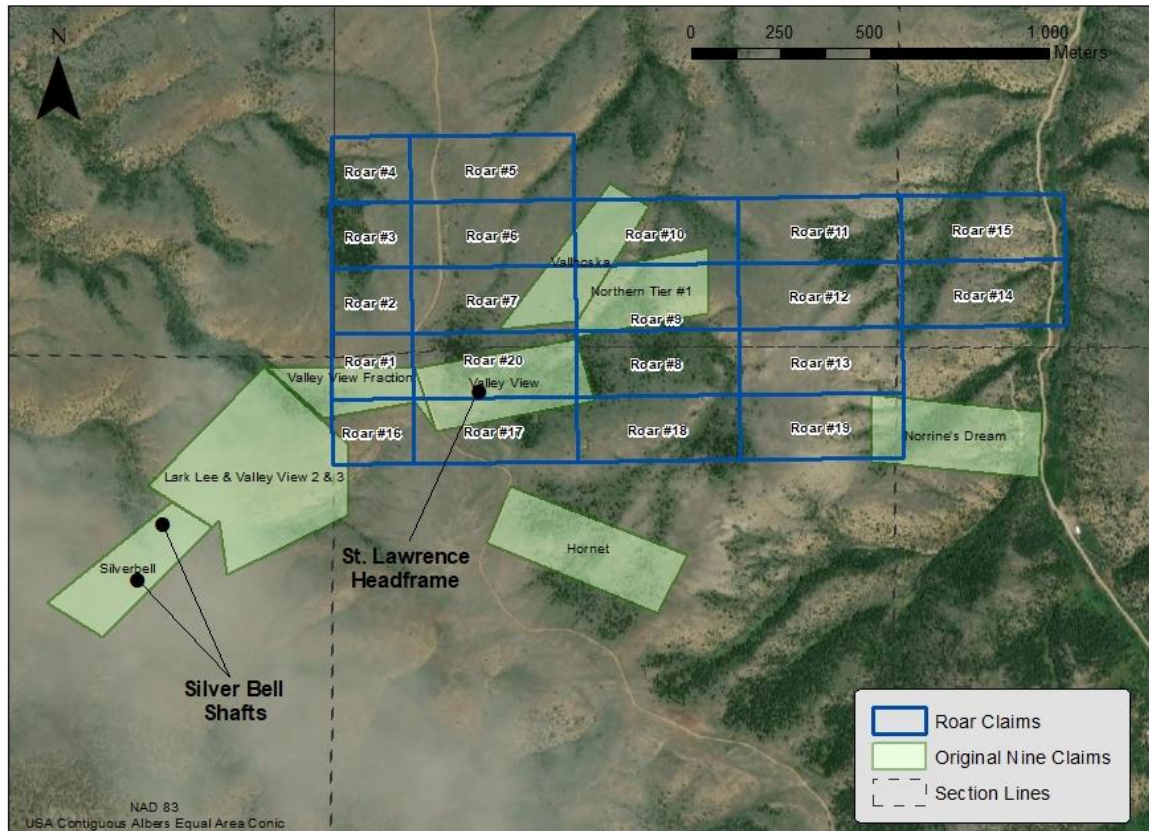 N
0 250 500 1,000
Meters
Roar #4
Roar #5
Roar #3
Roar #6
Roar #10
Roar #11
Roar #15
Vallhoska
Roar #2
Roar #7
Northern Tier #1
Roar #12
Roar #14
Roar #9
Roar #1
Roar #20
Roar #8
Roar #13
Valley View Fraction
Valley View
Roar #16
Roar #17
Roar #18
Roar #19
Norrine's Dream
Lark Lee & Valley View 2 & 3
Hornet
St. Lawrence
Headframe
Silverbell
Silver Bell
Shafts
Roar Claims
Original Nine Claims
Section Lines
NAD 83
USA Contiguous Albers Equal Area Conic